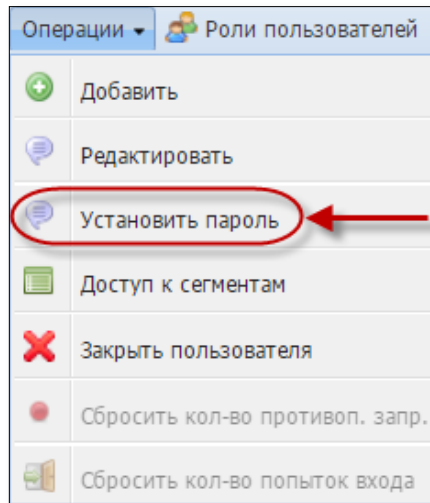 Операции Роли пользователей
Добавить
Редактировать
Установить пароль
Доступ к сегментам
Закрыть пользователя
Сбросить кол-во противоп. запр.
Сбросить кол-во попыток входа